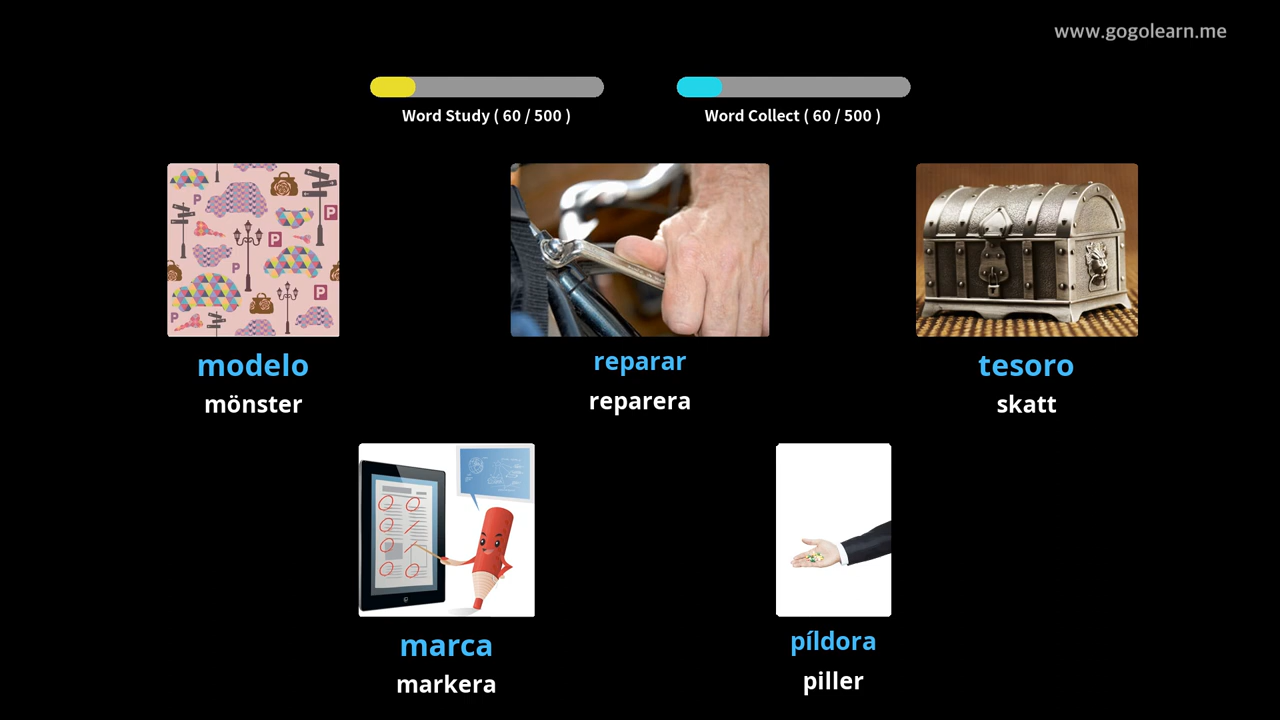 www.gogolearn.me
Word Study ( 60 / 500 )
Word Collect ( 60 / 500 )
P
P
P
P
P
P
modelo
mönster
reparar
reparera
tesoro
skatt
marca
markera
píldora
piller